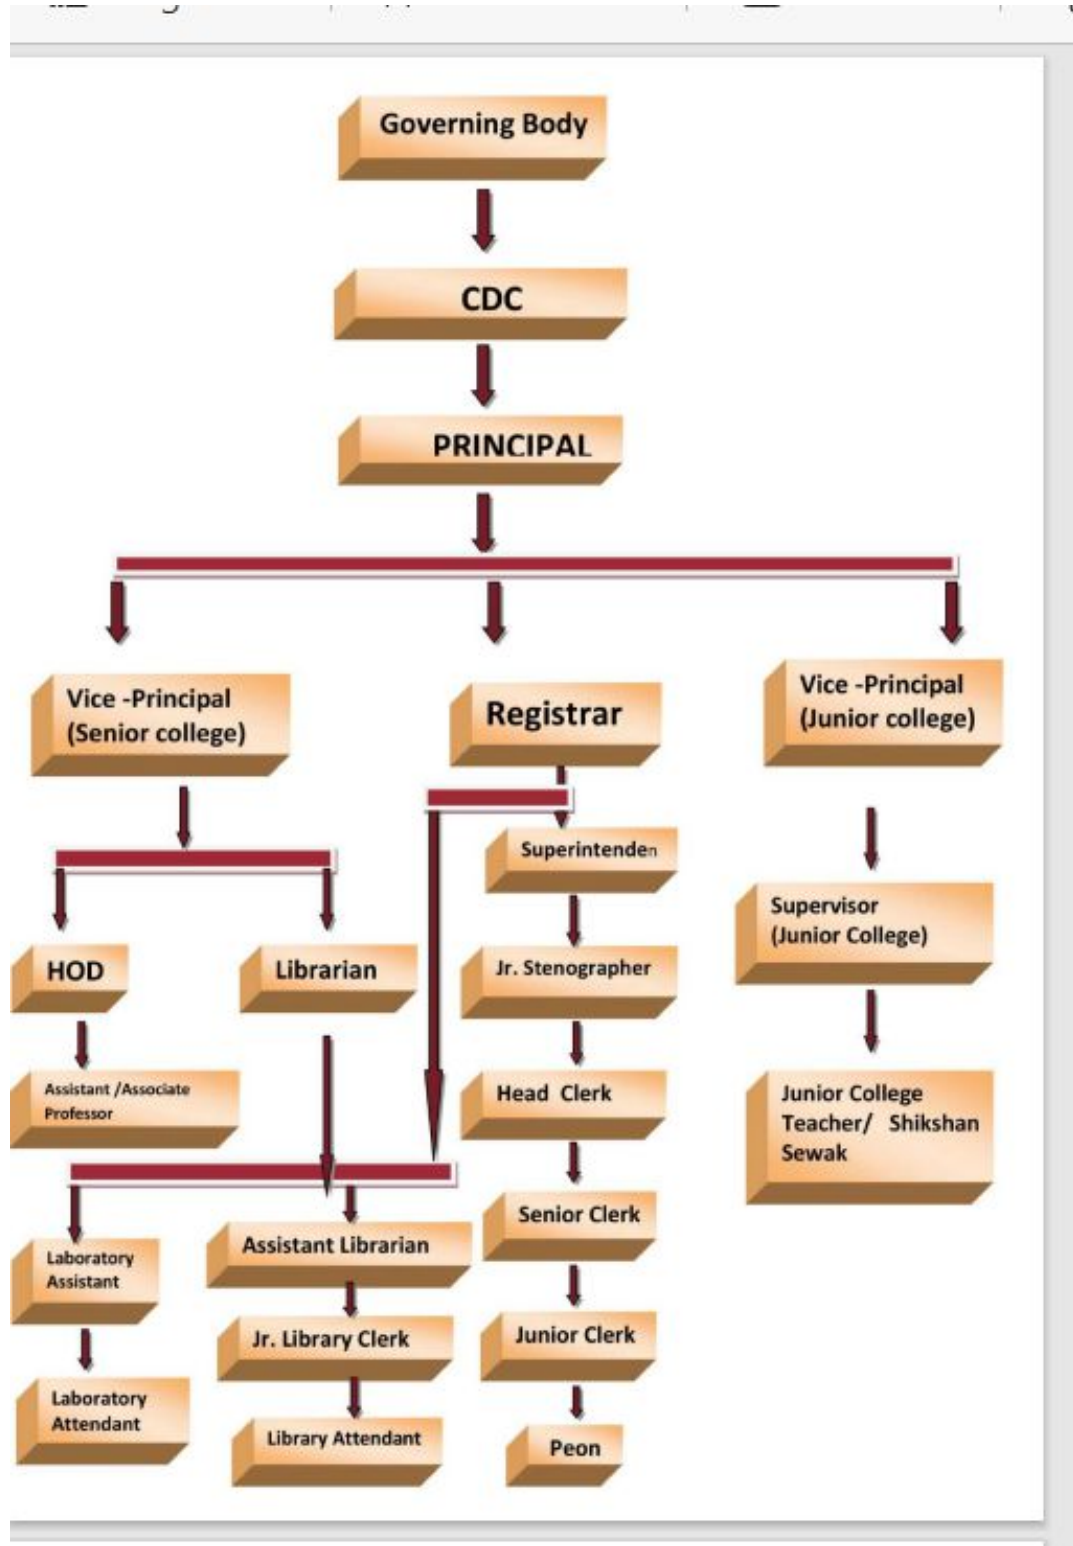 Governing Body
CDC
PRINCIPAL
Vice -Principal
(Senior college)
Registrar
Vice -Principal
(Junior college)
Superintenden
Supervisor
(Junior College)
HOD
Librarian
Jr. Stenographer
Assistant /Associate
Professor
Head Clerk
Junior College
Teacher/ Shikshan
Sewak
Senior Clerk
Laboratory
Assistant
Assistant Librarian
Jr. Library Clerk
Junior Clerk
Laboratory
Attendant
Library Attendant
Peon